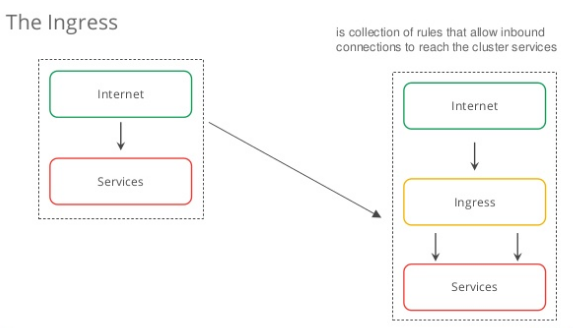 The Ingress
is collection of rules that allow inbound
connections to reach the cluster services
Internet
Services
Internet
Ingress
Services